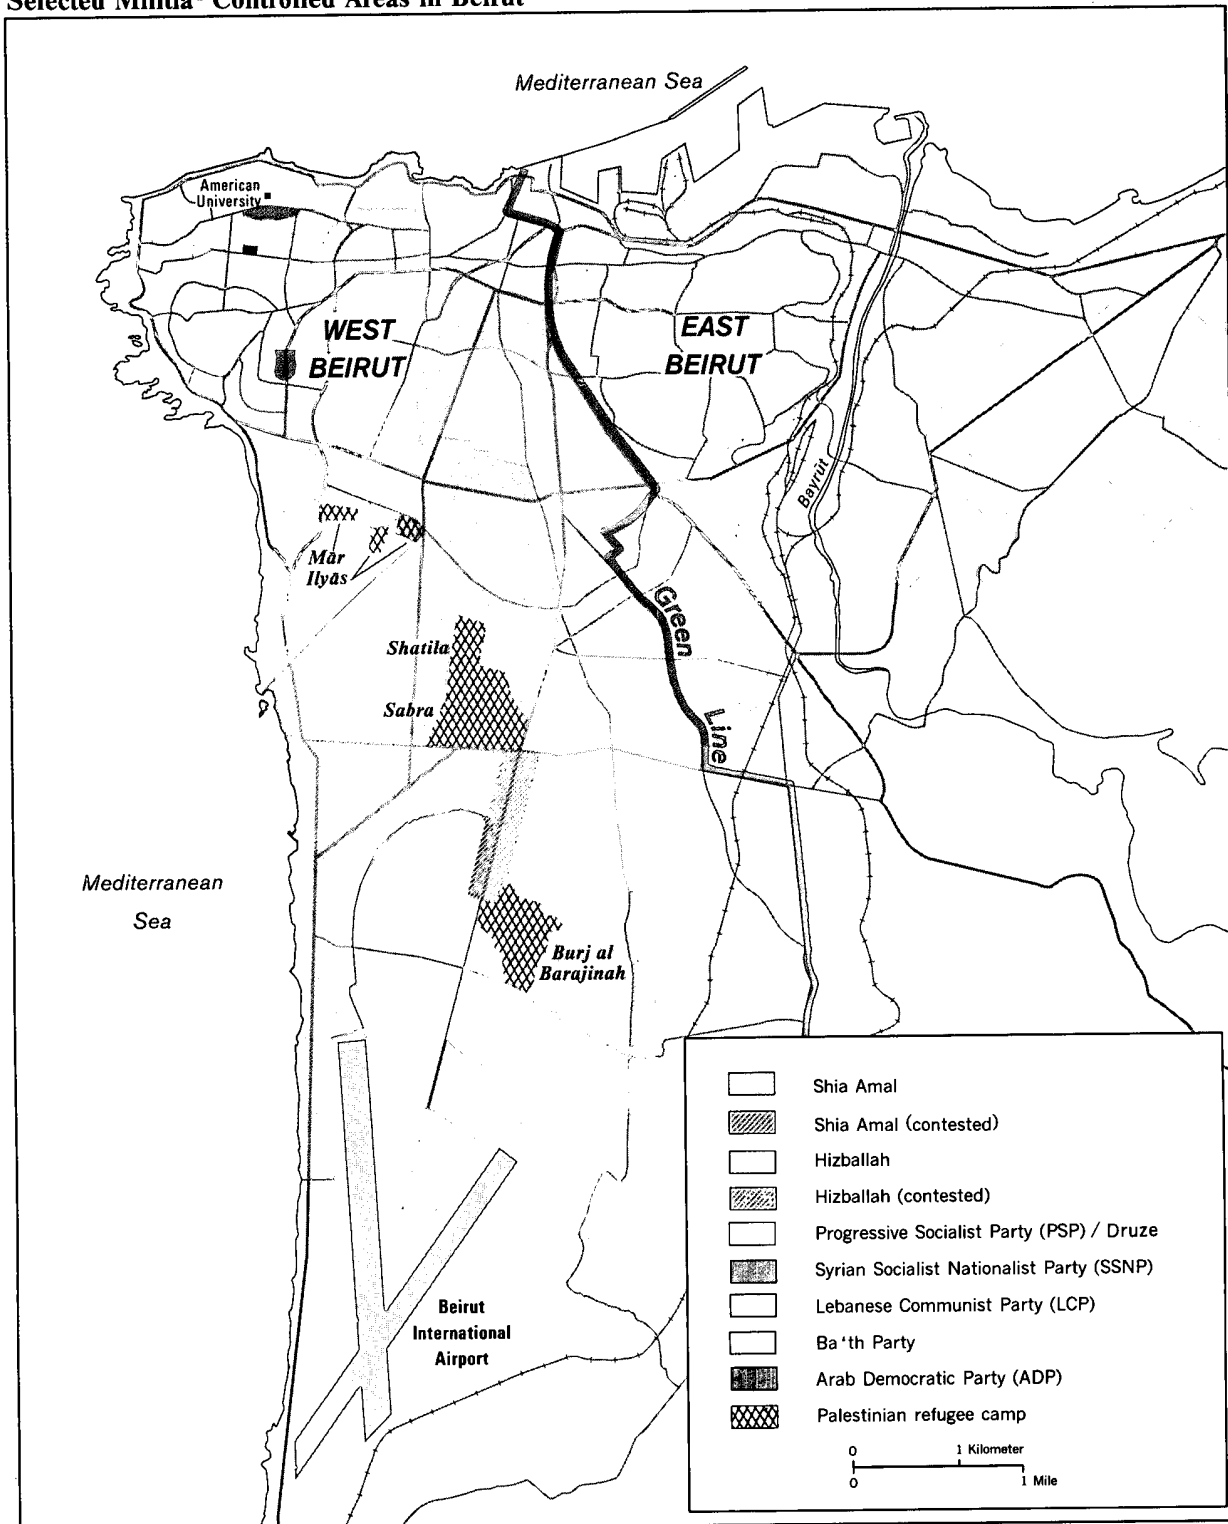 Selected Militia-Controlled Areas in Beirut
Mediterranean Sea
American
University
WEST
BEIRUT
EAST
BEIRUT
Bayrūt
Mār
Ilyās
Green
Line
Shatila
Sabra
Mediterranean
Sea
Burj al
Barajinah
Beirut
International
Airport
Shia Amal
Shia Amal (contested)
Hizballah
Hizballah (contested)
Progressive Socialist Party (PSP) / Druze
Syrian Socialist Nationalist Party (SSNP)
Lebanese Communist Party (LCP)
Ba'th Party
Arab Democratic Party (ADP)
Palestinian refugee camp
0 1 Kilometer
0 1 Mile